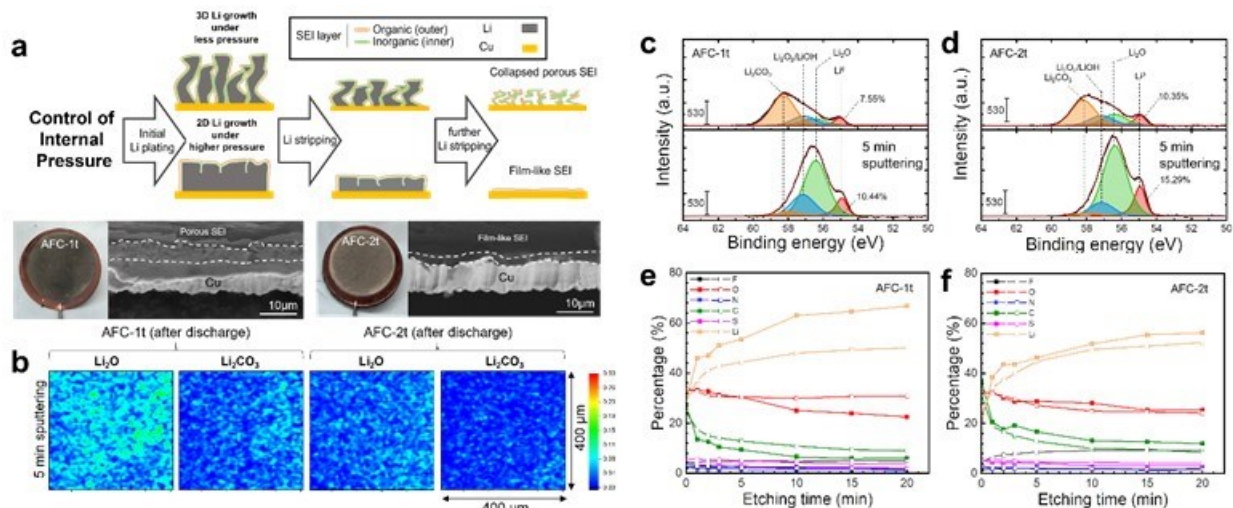 a
3D Li growth
under
less pressure
SEI layer
Organic (outer)
Inorganic (inner)
Li
Cu
Collapsed porous SEI
Control of
Internal
Pressure
Initial
Li plating
2D Li growth
under
higher pressure
Li stripping
further
Li stripping
Film-like SEI
AFC-1t
Porous SEI
Cu
10μm
AFC-2t
Film-like SEI
Cu
10μm
AFC-1t (after discharge)
AFC-2t (after discharge)
b
Li₂O
Li₂CO₃
Li₂O
Li₂CO₃
5 min sputtering
400 μm
400 μm
c
AFC-1t
Li₂O₂/LiOH
Li₂O
Li₂CO₃
Li⁰
7.55%
530
5 min
sputtering
10.44%
530
Intensity (a.u.)
64 62 60 58 56 54 52 50
Binding energy (eV)
d
AFC-2t
Li₂O
Li₂O₂/LiOH
Li₂CO₃
Li⁰
10.35%
530
5 min
sputtering
15.29%
530
Intensity (a.u.)
64 62 60 58 56 54 52 50
Binding energy (eV)
e
AFC-1t
F
O
N
C
S
Li
Percentage (%)
80
60
40
20
0
0 5 10 15 20
Etching time (min)
f
AFC-2t
F
O
N
C
S
Li
Percentage (%)
80
60
40
20
0
0 5 10 15 20
Etching time (min)